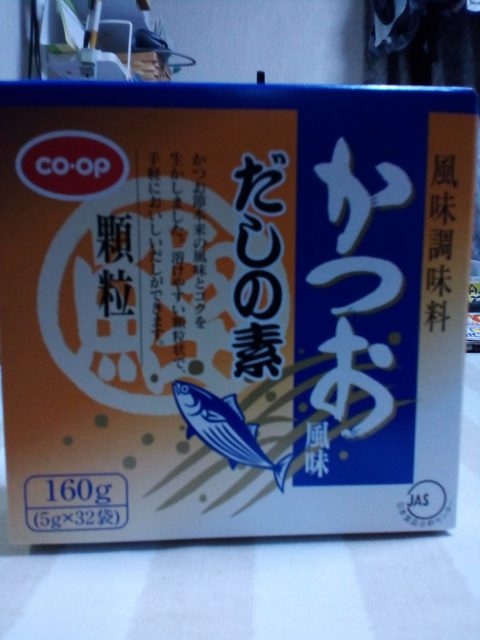 風味調味料
かつお
風味
だしの素
かつお節本来の風味とコクを
生かしました。溶けやすい顆粒状で、
手軽においしいだしができます。
顆粒
CO·OP
160g
(5g×32袋)
JAS